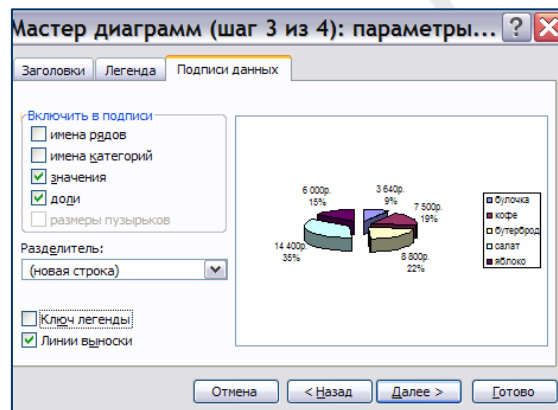 Мастер диаграмм (шаг 3 из 4): параметры...
Заголовки
Легенда
Подписи данных
Включить в подписи
имена рядов
имена категорий
значения
доли
размеры пузырьков
Разделитель:
(новая строка)
Ключ легенды
Линии выноски
6 000р.
15%
3 640р.
9%
7 500р.
19%
14 400р.
35%
8 800р.
22%
булочка
кофе
бутерброд
салат
яблоко
Отмена
< Назад
Далее >
Готово